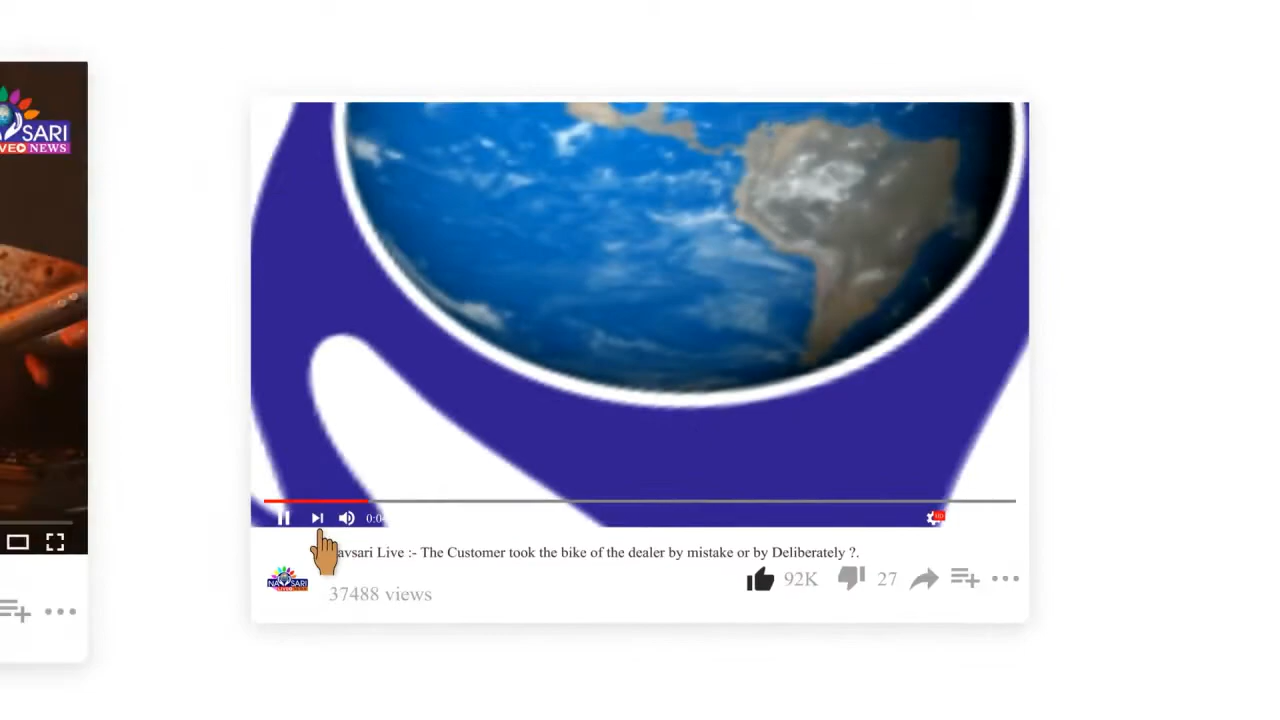 SARI
NEWS
0:0
avsari Live :- The Customer took the bike of the dealer by mistake or by Deliberately ?.
37488 views
92K
27
HD